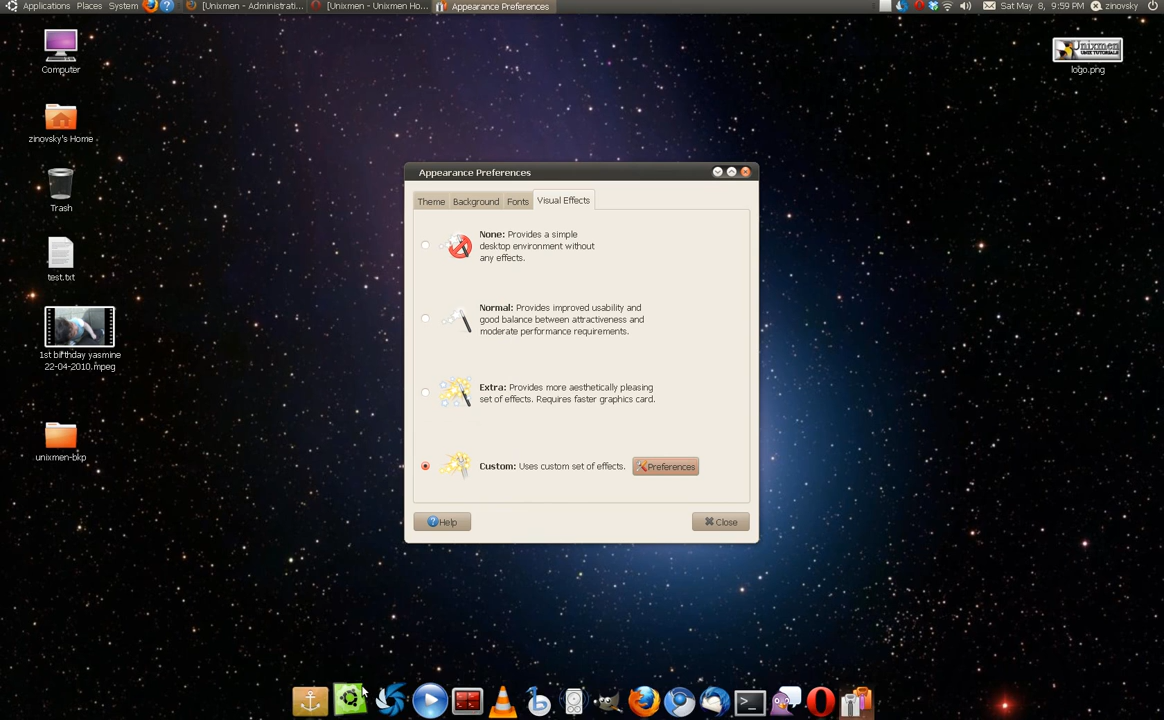 Applications Places System [Unixmen - Administrati... [Unixmen - Unixmen Ho... Appearance Preferences Sat May 8, 9:59 PM zinovsky
Computer
zinovsky's Home
Trash
test.txt
1st birthday yasmine
22-04-2010.mpeg
unixmen-bkp
Unixmen
UNIX TUTORIALS
logo.png
Appearance Preferences
Theme Background Fonts Visual Effects
None: Provides a simple
desktop environment without
any effects.
Normal: Provides improved usability and
good balance between attractiveness and
moderate performance requirements.
Extra: Provides more aesthetically pleasing
set of effects. Requires faster graphics card.
Custom: Uses custom set of effects. Preferences
Help Close